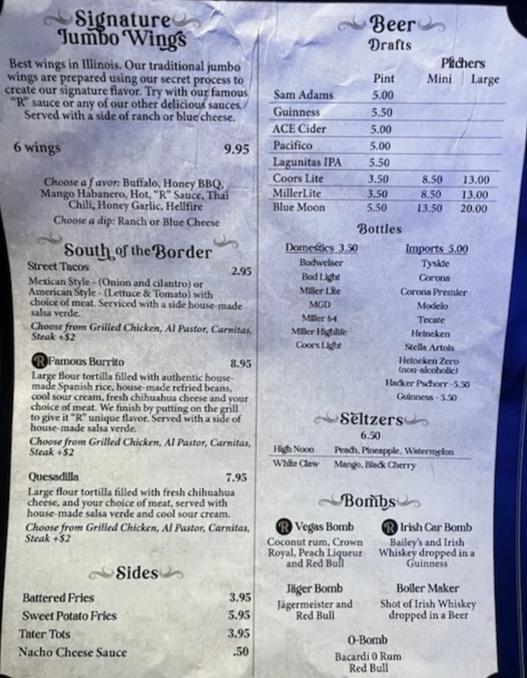 Signature
Jumbo Wings
Best wings in Illinois. Our traditional jumbo
wings are prepared using our secret process to
create our signature flavor. Try with our famous
"R" sauce or any of our other delicious sauces.
Served with a side of ranch or blue cheese.
6 wings 9.95
Choose a favor: Buffalo, Honey BBQ,
Mango Habanero, Hot, "R" Sauce, Thai
Chili, Honey Garlic, Hellfire
Choose a dip: Ranch or Blue Cheese
South of the Border
Street Tacos 2.95
Mexican Style - (Onion and cilantro) or
American Style - (Lettuce & Tomato) with
choice of meat. Serviced with a side house-made
salsa verde.
Choose from Grilled Chicken, Al Pastor, Carnitas,
Steak +$2
R Famous Burrito 8.95
Large flour tortilla filled with authentic house-
made Spanish rice, house-made refried beans,
cool sour cream, fresh chihuahua cheese and your
choice of meat. We finish by putting on the grill
to give it "R" unique flavor. Served with a side of
house-made salsa verde.
Choose from Grilled Chicken, Al Pastor, Carnitas,
Steak +$2
Quesadilla 7.95
Large flour tortilla filled with fresh chihuahua
cheese, and your choice of meat, served with
house-made salsa verde and cool sour cream.
Choose from Grilled Chicken, Al Pastor, Carnitas,
Steak +$2
Sides
Battered Fries 3.95
Sweet Potato Fries 5.95
Tater Tots 3.95
Nacho Cheese Sauce .50
Beer
Drafts
Pitchers
Pint Mini | Large
Sam Adams 5.00
Guinness 5.50
ACE Cider 5.00
Pacifico 5.00
Lagunitas IPA 5.50
Coors Lite 3.50 8.50 13.00
MillerLite 3.50 8.50 13.00
Blue Moon 5.50 13.50 20.00
Bottles
Domestics 3.50 Imports 5.00
Budweiser Tyskie
Bud Light Corona
Miller Lite Corona Premier
MGD Modelo
Miller 64 Tecate
Miller Highlife Heineken
Coors Light Stella Artois
Heineken Zero
(non-alcoholic)
Hacker Pschorr -5.50
Guinness - 5.50
Seltzers
6.50
High Noon Peach, Pineapple, Watermelon
White Claw Mango, Black Cherry
Bombs
R Vegas Bomb R Irish Car Bomb
Coconut rum, Crown Bailey's and Irish
Royal, Peach Liqueur Whiskey dropped in a
and Red Bull Guinness
Jäger Bomb Boiler Maker
Jägermeister and Shot of Irish Whiskey
Red Bull dropped in a Beer
O-Bomb
Bacardi O Rum
Red Bull